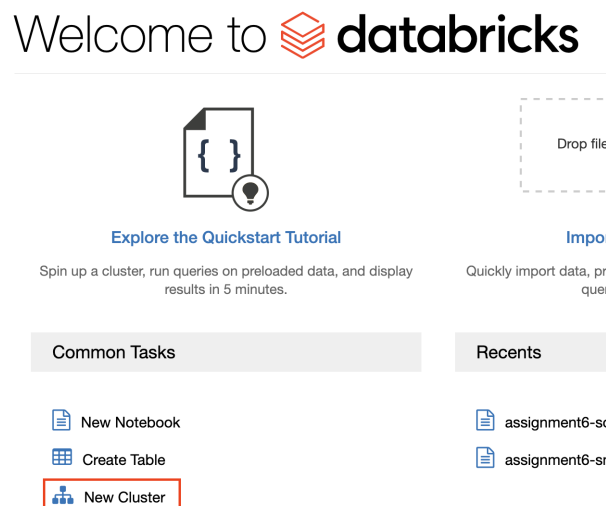 Welcome to databricks
Drop file
{ }
Explore the Quickstart Tutorial
Spin up a cluster, run queries on preloaded data, and display
results in 5 minutes.
Impor
Quickly import data, pr
quer
Common Tasks
New Notebook
Create Table
New Cluster
Recents
assignment6-so
assignment6-sr